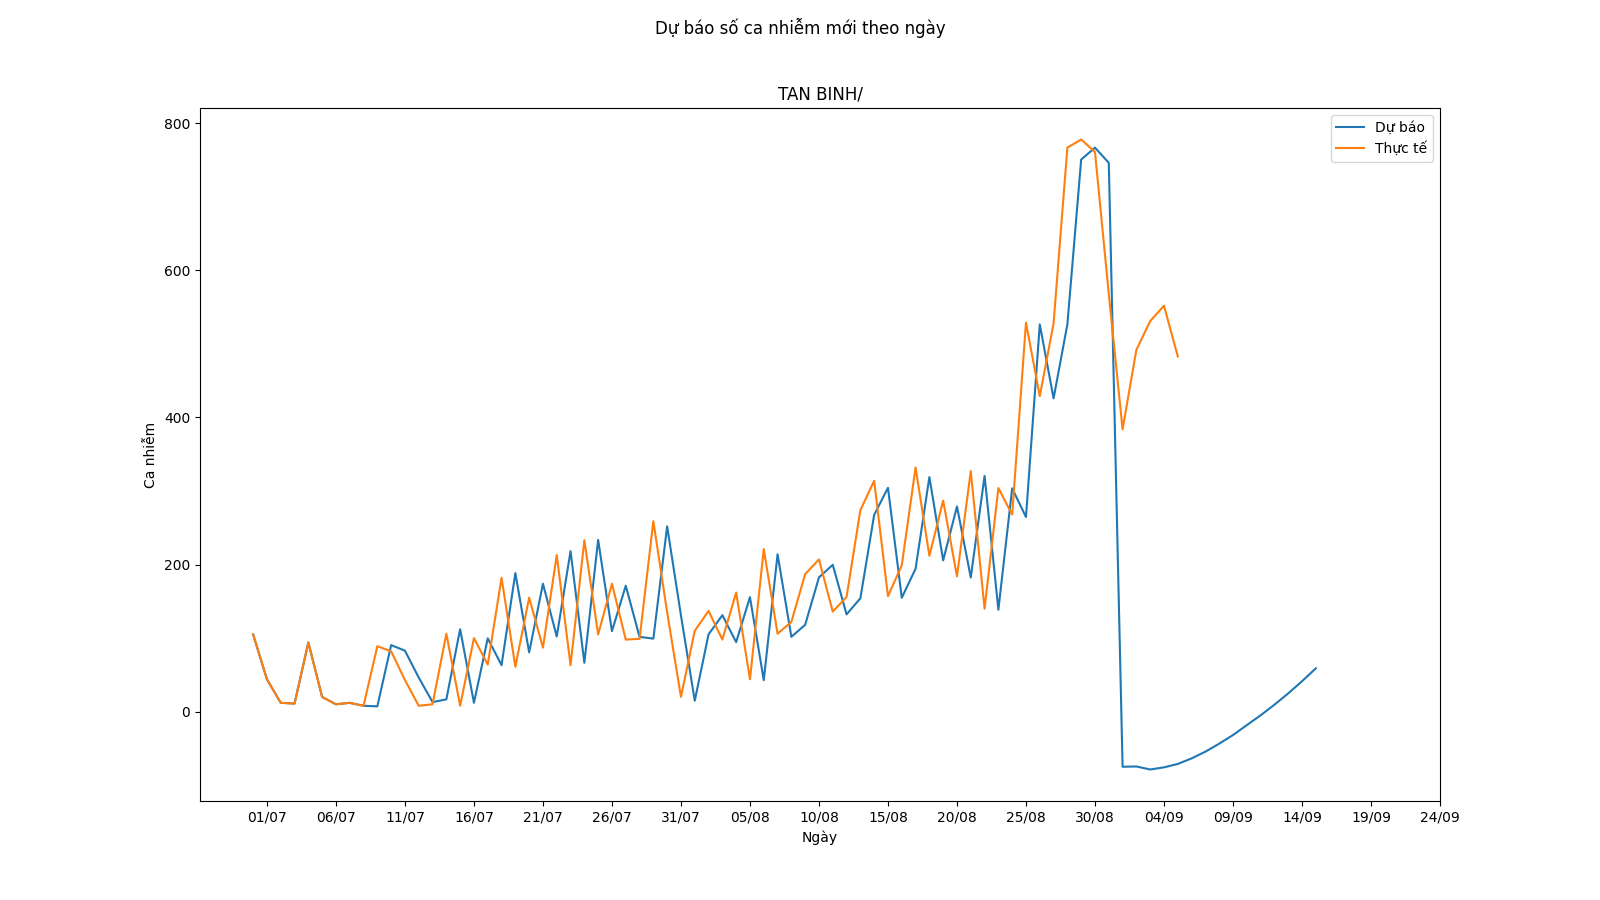 Dự báo số ca nhiễm mới theo ngày
TAN BINH/
Dự báo
Thực tế
800
600
400
200
0
Ca nhiễm
01/07 06/07 11/07 16/07 21/07 26/07 31/07 05/08 10/08 15/08 20/08 25/08 30/08 04/09 09/09 14/09 19/09 24/09
Ngày